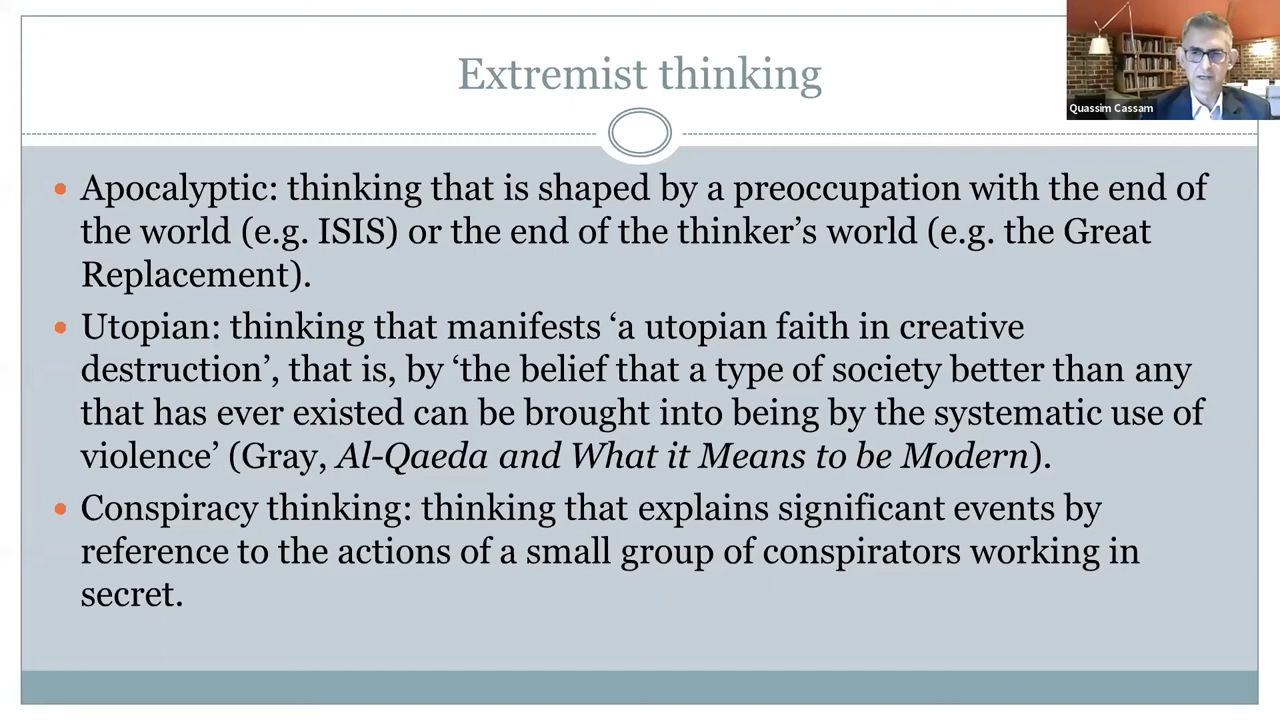 Extremist thinking
Quassim Cassam
• Apocalyptic: thinking that is shaped by a preoccupation with the end of
the world (e.g. ISIS) or the end of the thinker’s world (e.g. the Great
Replacement).
• Utopian: thinking that manifests ‘a utopian faith in creative
destruction’, that is, by ‘the belief that a type of society better than any
that has ever existed can be brought into being by the systematic use of
violence’ (Gray, Al-Qaeda and What it Means to be Modern).
• Conspiracy thinking: thinking that explains significant events by
reference to the actions of a small group of conspirators working in
secret.